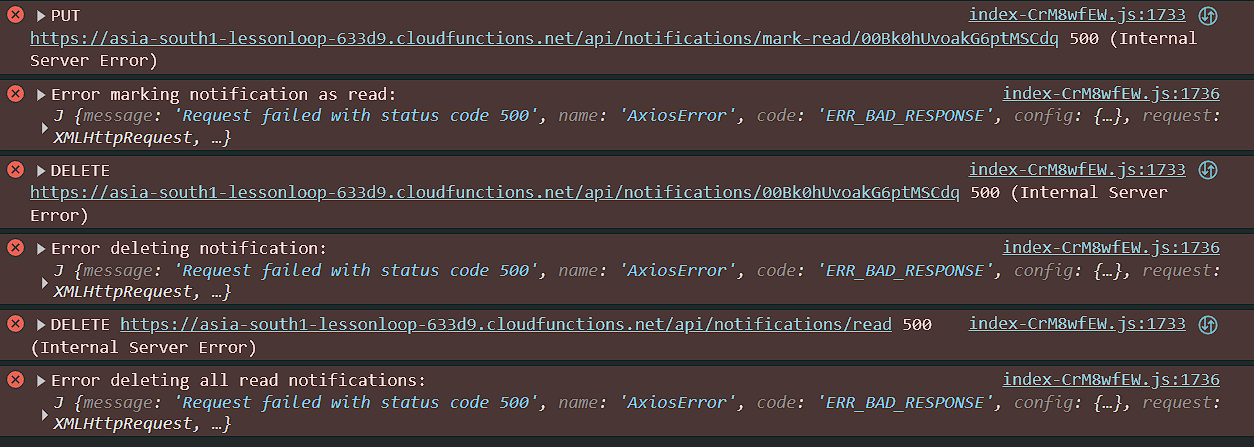 PUT index-CrM8wfEW.js:1733
https://asia-south1-lessonloop-633d9.cloudfunctions.net/api/notifications/mark-read/00Bk0hUvoakG6ptMSCdq 500 (Internal
Server Error)
Error marking notification as read: index-CrM8wfEW.js:1736
J {message: 'Request failed with status code 500', name: 'AxiosError', code: 'ERR_BAD_RESPONSE', config: {…}, request:
XMLHttpRequest, …}
DELETE index-CrM8wfEW.js:1733
https://asia-south1-lessonloop-633d9.cloudfunctions.net/api/notifications/00Bk0hUvoakG6ptMSCdq 500 (Internal Server
Error)
Error deleting notification: index-CrM8wfEW.js:1736
J {message: 'Request failed with status code 500', name: 'AxiosError', code: 'ERR_BAD_RESPONSE', config: {…}, request:
XMLHttpRequest, …}
DELETE https://asia-south1-lessonloop-633d9.cloudfunctions.net/api/notifications/read 500 index-CrM8wfEW.js:1733
(Internal Server Error)
Error deleting all read notifications: index-CrM8wfEW.js:1736
J {message: 'Request failed with status code 500', name: 'AxiosError', code: 'ERR_BAD_RESPONSE', config: {…}, request:
XMLHttpRequest, …}